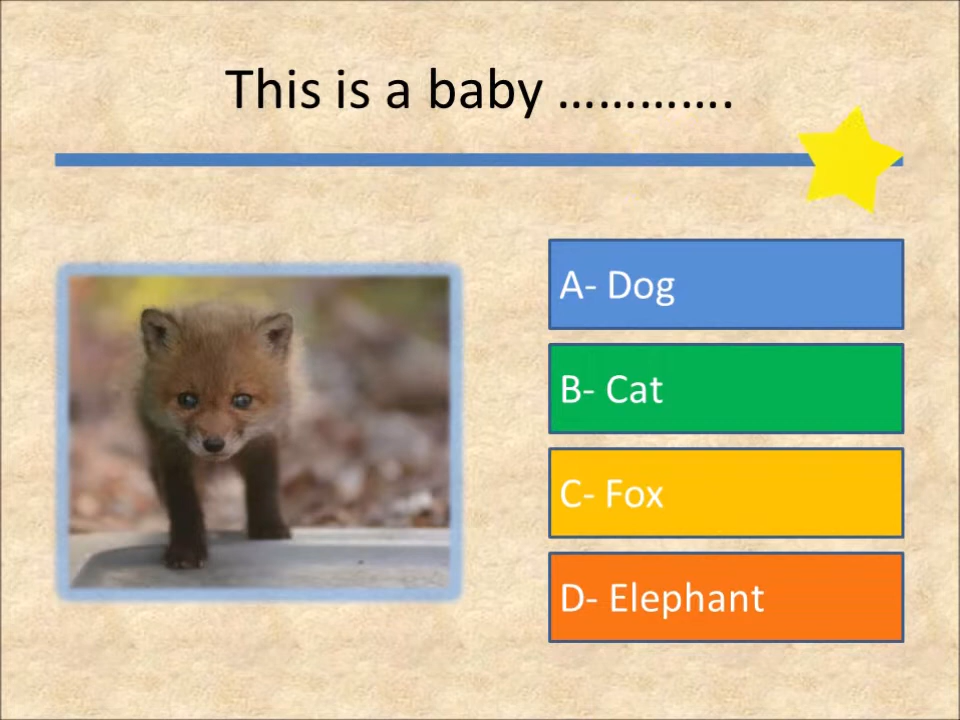 This is a baby ………….
A- Dog
B- Cat
C- Fox
D- Elephant